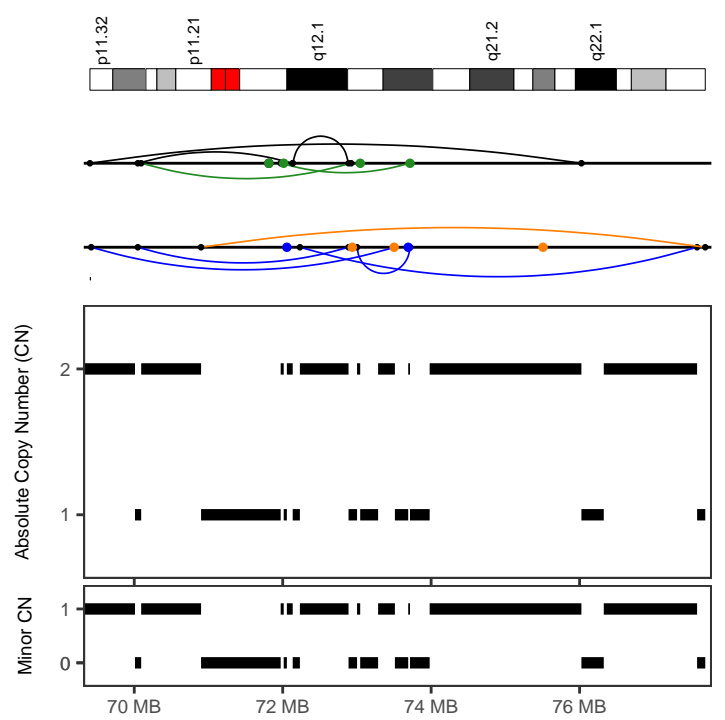 p11.32
p11.21
q12.1
q21.2
q22.1
Absolute Copy Number (CN)
2
1
Minor CN
1
0
70 MB
72 MB
74 MB
76 MB